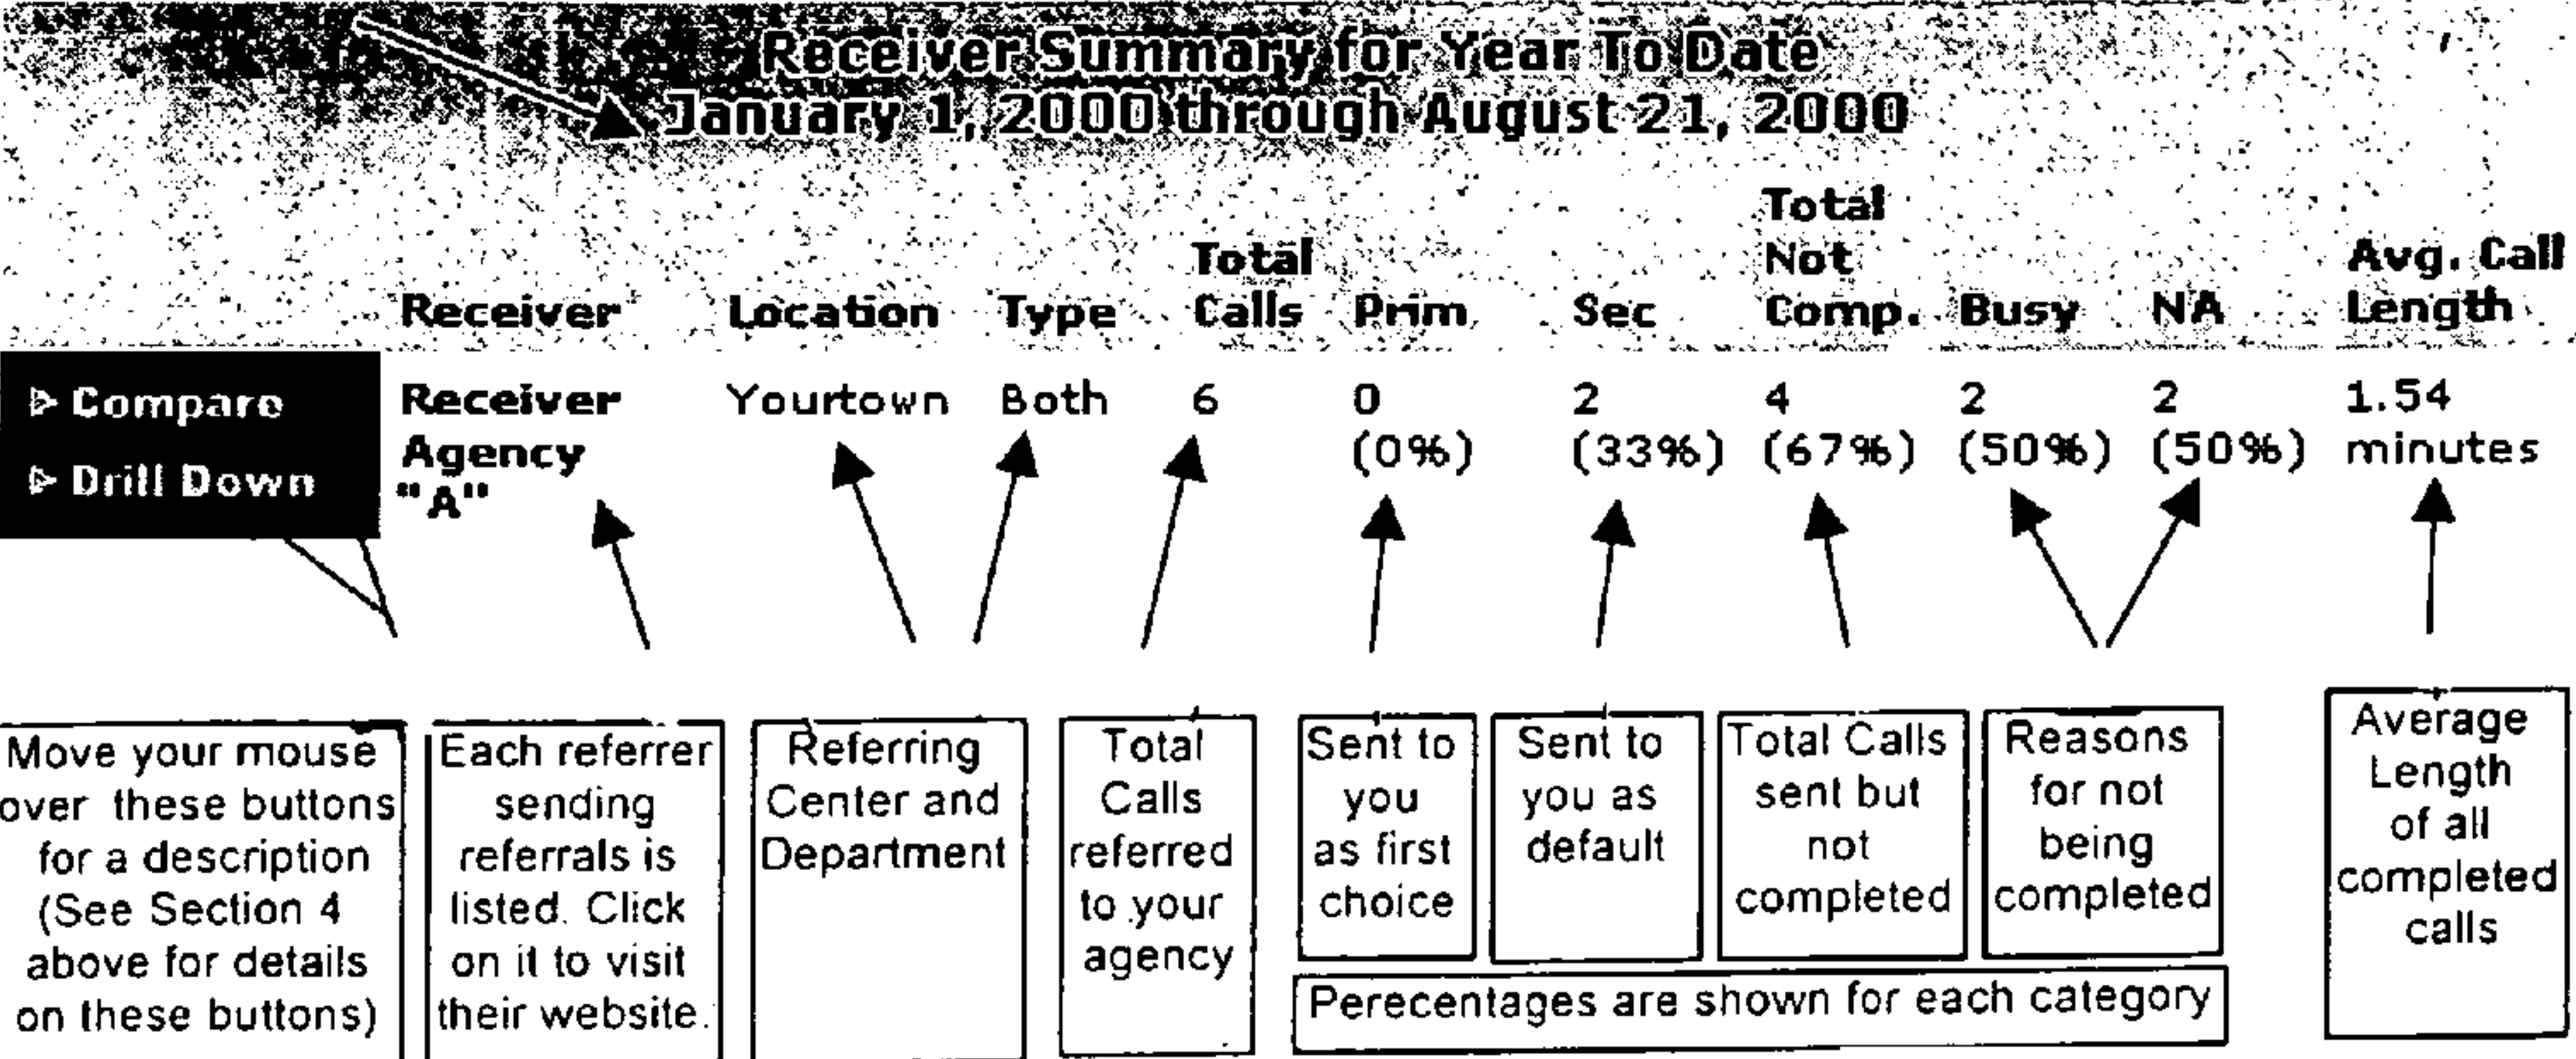 Receiver Summary for Year To Date
January 1, 2000 through August 21, 2000
Receiver Location Type Total Calls Prim Sec Total Not Comp. Busy NA Avg. Call Length
▹ Compare
▹ Drill Down
Receiver
Agency
"A"
Yourtown Both 6 0 2 4 2 2 1.54
(0%) (33%) (67%) (50%) (50%) minutes
Move your mouse
over these buttons
for a description
(See Section 4
above for details
on these buttons)
Each referrer
sending
referrals is
listed. Click
on it to visit
their website.
Referring
Center and
Department
Total
Calls
referred
to your
agency
Sent to
you
as first
choice
Sent to
you as
default
Total Calls
sent but
not
completed
Reasons
for not
being
completed
Perecentages are shown for each category
Average
Length
of all
completed
calls